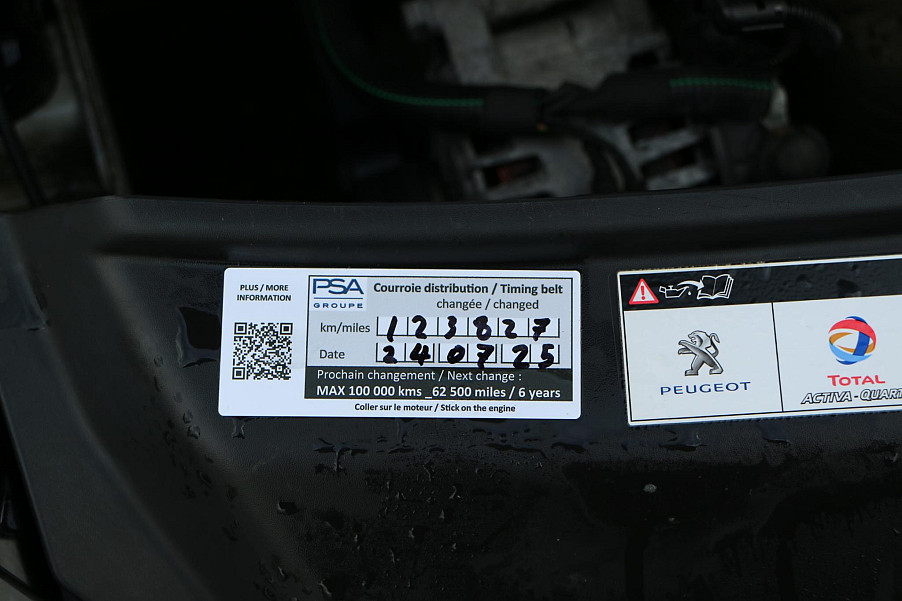 PLUS / MORE
INFORMATION
PSA
GROUPE
Courroie distribution / Timing belt
changée / changed
km/miles 123827
Date 240725
Prochain changement / Next change :
MAX 100 000 kms _62 500 miles / 6 years
Coller sur le moteur / Stick on the engine
PEUGEOT
TOTAL
ACTIVA - QUART